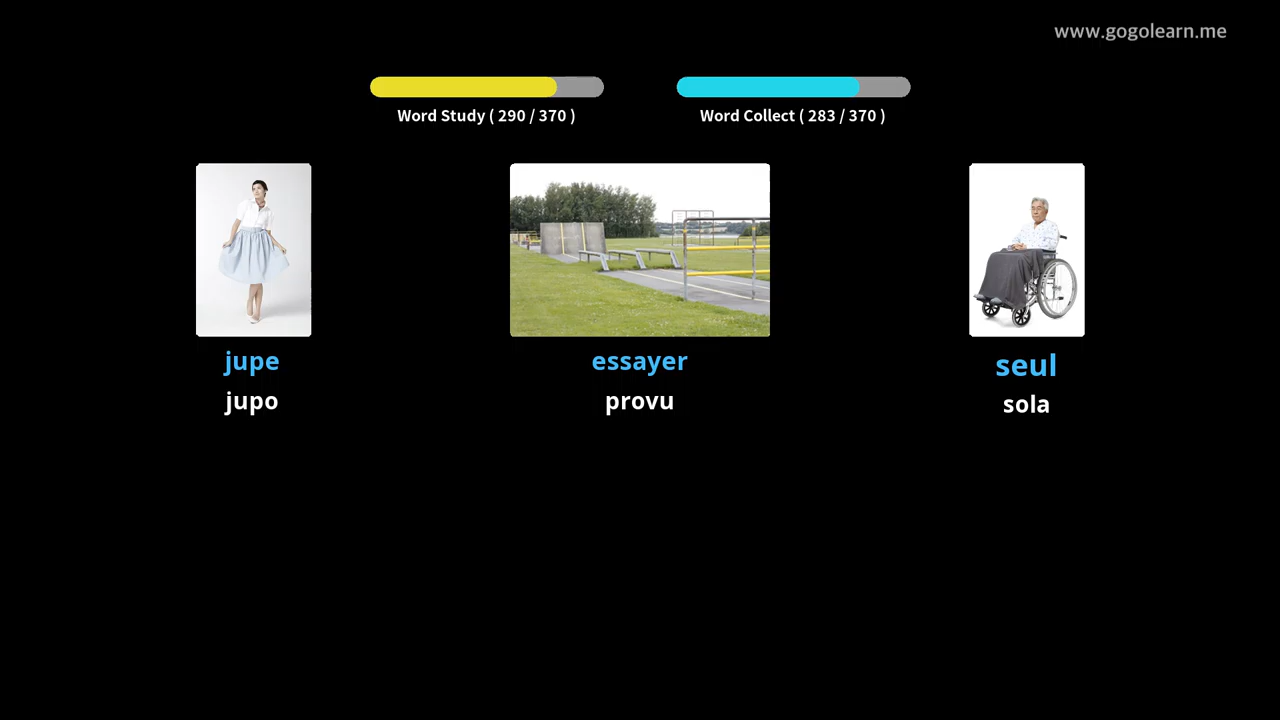 www.gogolearn.me
Word Study ( 290 / 370 )
Word Collect ( 283 / 370 )
jupe
jupo
essayer
provu
seul
sola